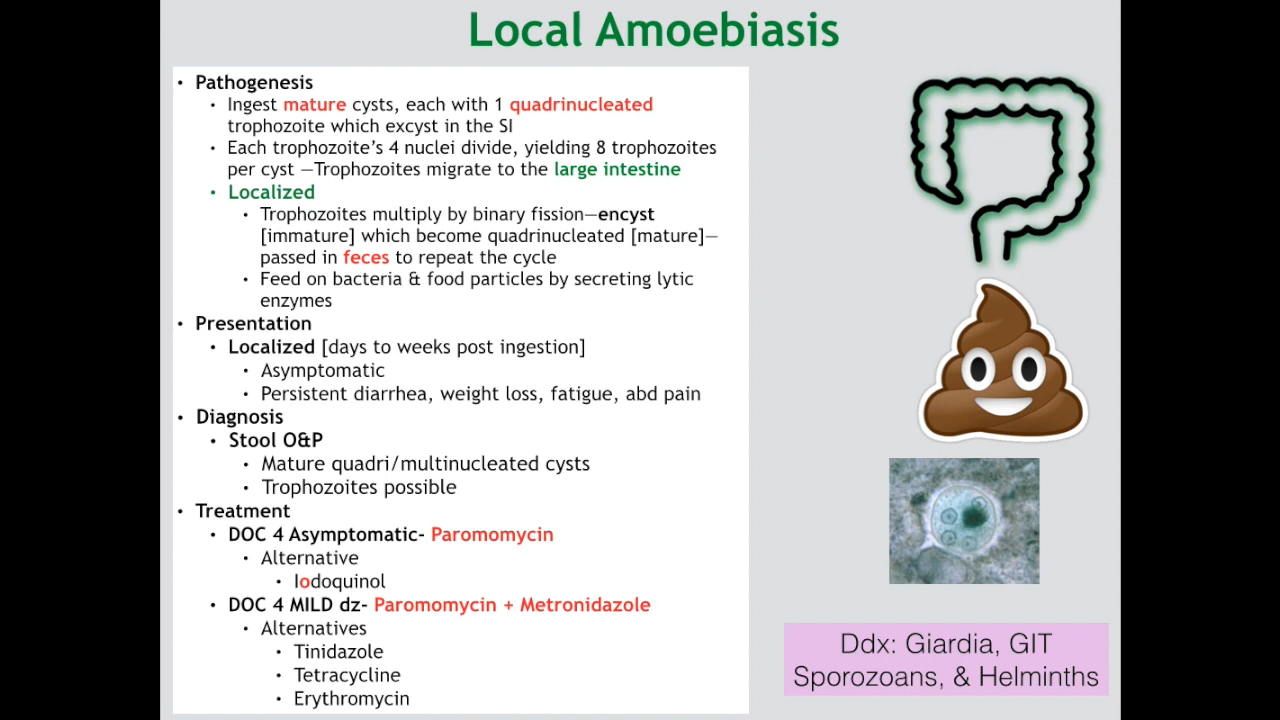 Local Amoebiasis
• Pathogenesis
• Ingest mature cysts, each with 1 quadrinucleated
trophozoite which excyst in the SI
• Each trophozoite's 4 nuclei divide, yielding 8 trophozoites
per cyst —Trophozoites migrate to the large intestine
• Localized
• Trophozoites multiply by binary fission—encyst
[immature] which become quadrinucleated [mature]—
passed in feces to repeat the cycle
• Feed on bacteria & food particles by secreting lytic
enzymes
• Presentation
• Localized [days to weeks post ingestion]
• Asymptomatic
• Persistent diarrhea, weight loss, fatigue, abd pain
• Diagnosis
• Stool O&P
• Mature quadri/multinucleated cysts
• Trophozoites possible
• Treatment
• DOC 4 Asymptomatic- Paromomycin
• Alternative
• Iodoquinol
• DOC 4 MILD dz- Paromomycin + Metronidazole
• Alternatives
• Tinidazole
• Tetracycline
• Erythromycin
Ddx: Giardia, GIT
Sporozoans, & Helminths